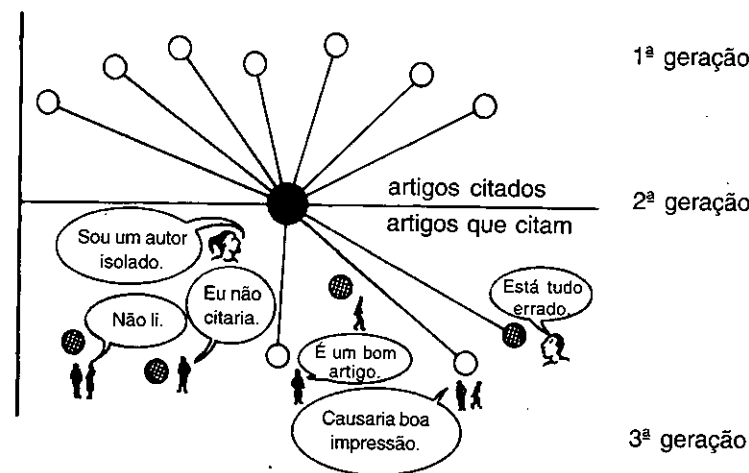 1ª geração
artigos citados
2ª geração
artigos que citam
Sou um autor
isolado.
Eu não
citaria.
Não li.
Está tudo
errado.
É um bom
artigo.
Causaria boa
impressão.
3ª geração